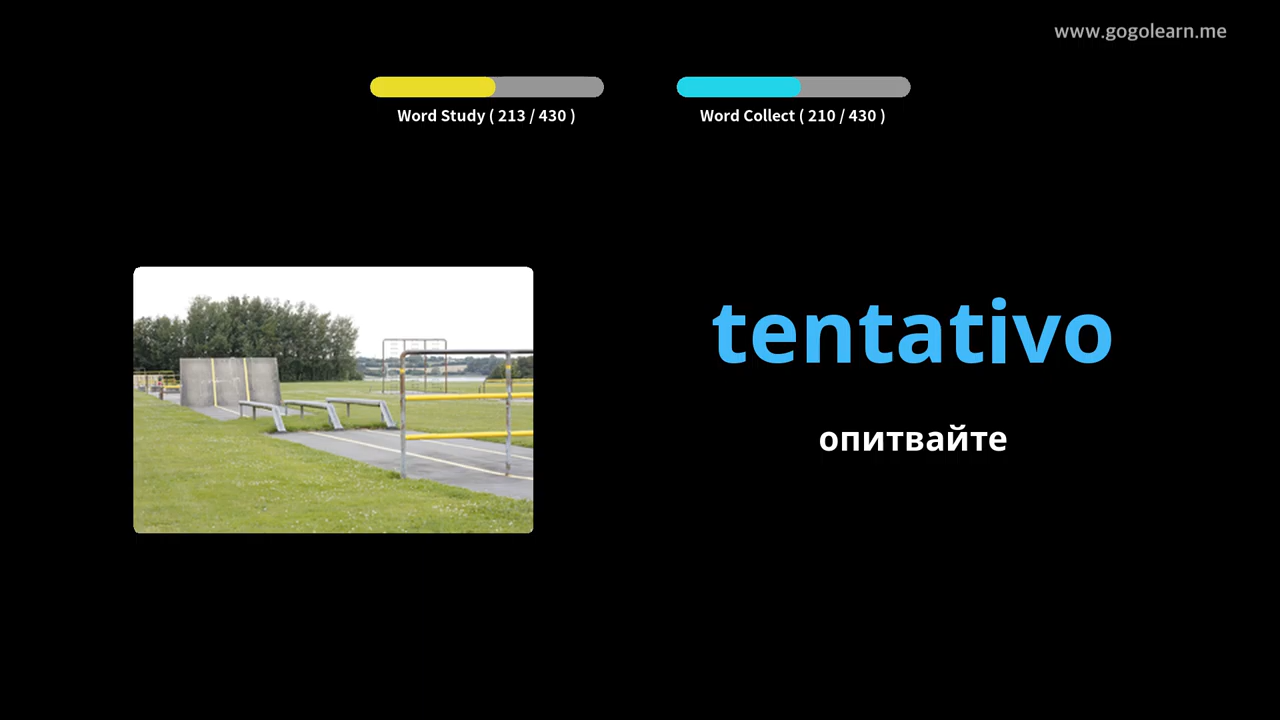 www.gogolearn.me
Word Study ( 213 / 430 )
Word Collect ( 210 / 430 )
tentativo
опитвайте